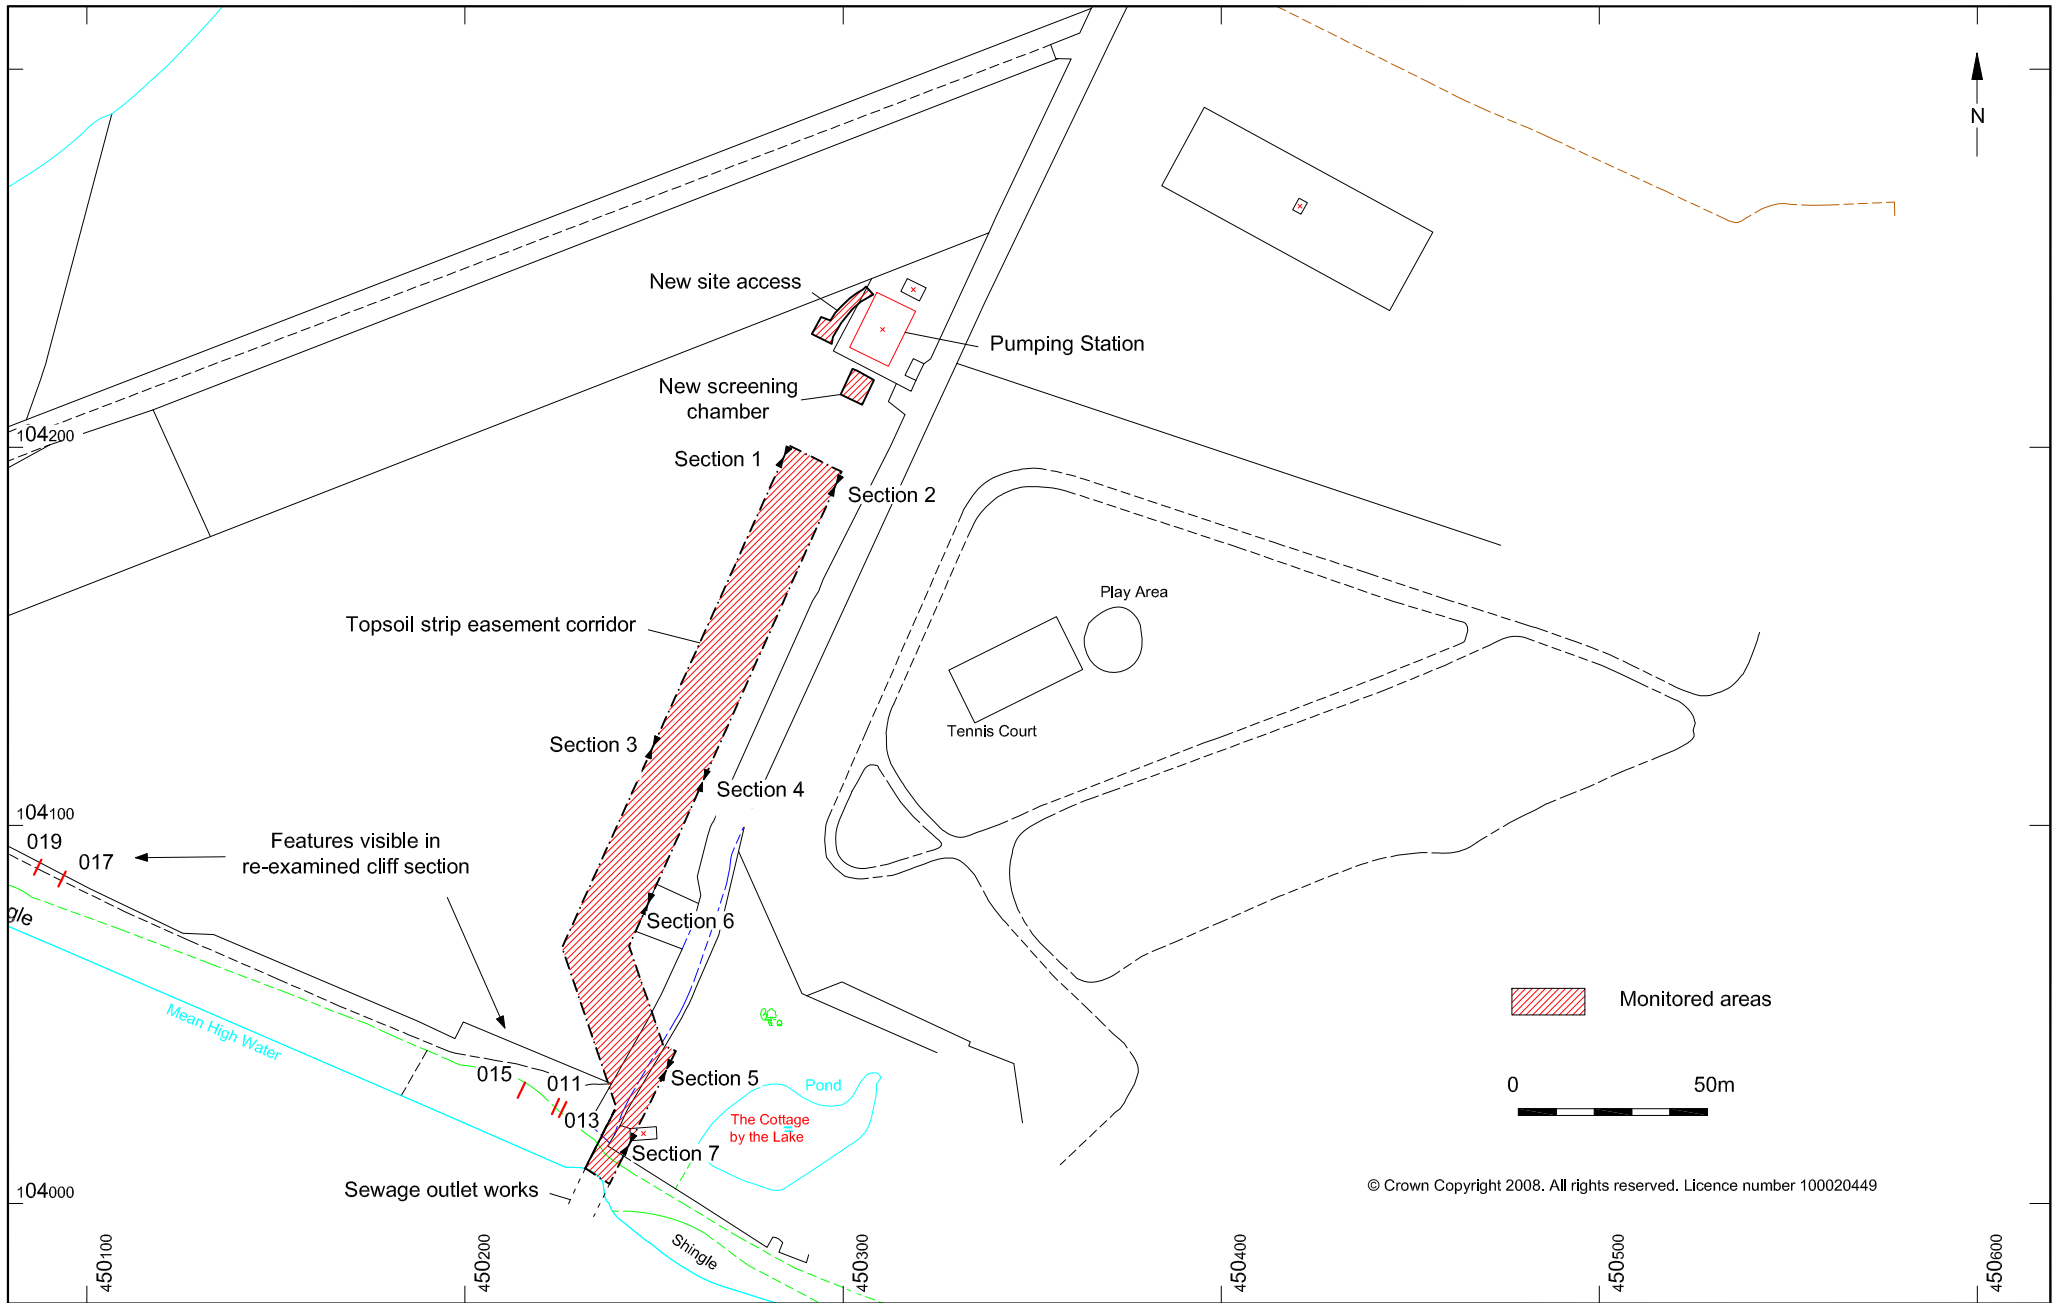 N
New site access
Pumping Station
New screening
chamber
104200
Section 1
Section 2
Play Area
Topsoil strip easement corridor
Tennis Court
Section 3
Section 4
104100
019
017
Features visible in
re-examined cliff section
gle
Section 6
Mean High Water
Monitored areas
015
011
013
Section 5
Pond
0 50m
The Cottage
by the Lake
Section 7
Sewage outlet works
104000
© Crown Copyright 2008. All rights reserved. Licence number 100020449
Shingle
450100
450200
450300
450400
450500
450600